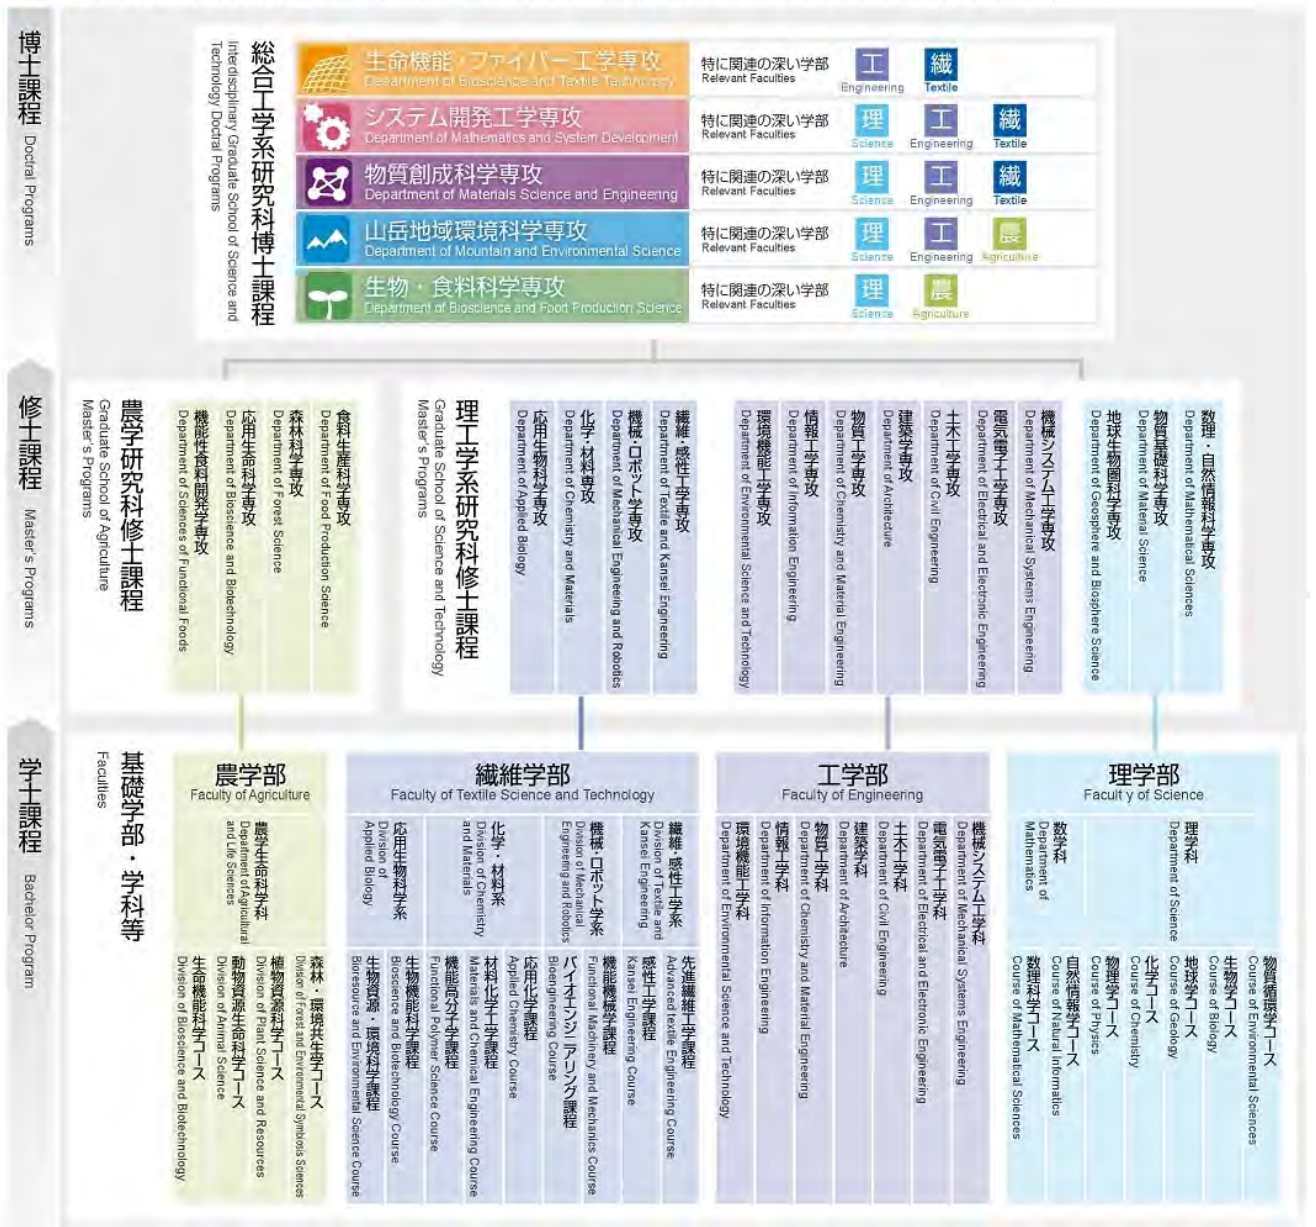 博士課程 Doctral Programs
総合工学系研究科博士課程
Interdisciplinary Graduate School of Science and
Technology Doctral Programs
生命機能・ファイバー工学専攻
Department of Bioscience and Textile Technology
特に関連の深い学部
Relevant Faculties
工
Engineering
繊
Textile
システム開発工学専攻
Department of Mathematics and System Development
特に関連の深い学部
Relevant Faculties
理
Science
工
Engineering
繊
Textile
物質創成科学専攻
Department of Materials Science and Engineering
特に関連の深い学部
Relevant Faculties
理
Science
工
Engineering
繊
Textile
山岳地域環境科学専攻
Department of Mountain and Environmental Science
特に関連の深い学部
Relevant Faculties
理
Science
工
Engineering
農
Agriculture
生物・食料科学専攻
Department of Bioscience and Food Production Science
特に関連の深い学部
Relevant Faculties
理
Science
農
Agriculture
修士課程 Master's Programs
農学研究科修士課程
Graduate School of Agriculture
Master's Programs
機能性食料開発学専攻
Department of Sciences of Functional Foods
応用生命科学専攻
Department of Bioscience and Biotechnology
森林科学専攻
Department of Forest Science
食料生産科学専攻
Department of Food Production Science
理工学系研究科修士課程
Graduate School of Science and Technology
Master's Programs
応用生物科学専攻
Department of Applied Biology
化学・材料専攻
Department of Chemistry and Materials
機械・ロボット学専攻
Department of Mechanical Engineering and Robotics
繊維・感性工学専攻
Department of Textile and Kansei Engineering
環境機能工学専攻
Department of Environmental Science and Technology
情報工学専攻
Department of Information Engineering
物質工学専攻
Department of Chemistry and Material Engineering
建築学専攻
Department of Architecture
土木工学専攻
Department of Civil Engineering
電気電子工学専攻
Department of Electrical and Electronic Engineering
機械システム工学専攻
Department of Mechanical Systems Engineering
地球生物圏科学専攻
Department of Geosphere and Biosphere Science
物質基礎科学専攻
Department of Material Science
数理・自然情報科学専攻
Department of Mathematical Sciences
学士課程 Bachelor Program
基礎学部・学科等
Faculties
農学部
Faculty of Agriculture
農学生命科学科
Department of Agricultural
and Life Sciences
生命機能科学コース
Division of Bioscience and Biotechnology
動物資源生命科学コース
Division of Animal Science
植物資源科学コース
Division of Plant Science and Resources
森林・環境共生学コース
Division of Forest and Environmental Symbiosis Sciences
繊維学部
Faculty of Textile Science and Technology
応用生物科学系
Division of
Applied Biology
化学・材料系
Division of Chemistry
and Materials
機械・ロボット学系
Division of Mechanical
Engineering and Robotics
繊維・感性工学系
Division of Textile and
Kansei Engineering
生物資源・環境科学課程
Bioresource and Environmental Science Course
生物機能科学課程
Bioscience and Biotechnology Course
機能高分子学課程
Functional Polymer Science Course
材料化学工学課程
Materials and Chemical Engineering Course
応用化学課程
Applied Chemistry Course
バイオエンジニアリング課程
Bioengineering Course
機能機械学課程
Functional Machinery and Mechanics Course
感性工学課程
Kansei Engineering Course
先進繊維工学課程
Advanced textile Engineering Course
工学部
Faculty of Engineering
環境機能工学科
Department of Environmental Science and Technology
情報工学科
Department of Information Engineering
物質工学科
Department of Chemistry and Material Engineering
建築学科
Department of Architecture
土木工学科
Department of Civil Engineering
電気電子工学科
Department of Electrical and Electronic Engineering
機械システム工学科
Department of Mechanical Systems Engineering
理学部
Facult y of Science
数学科
Department of
Mathematics
理学科
Department of Science
数理科学コース
Course of Mathematical Sciences
自然情報学コース
Course of Natural Informatics
物理学コース
Course of Physics
化学コース
Course of Chemistry
地球学コース
Course of Geology
生物学コース
Course of Biology
物質循環学コース
Course of Environmental Sciences